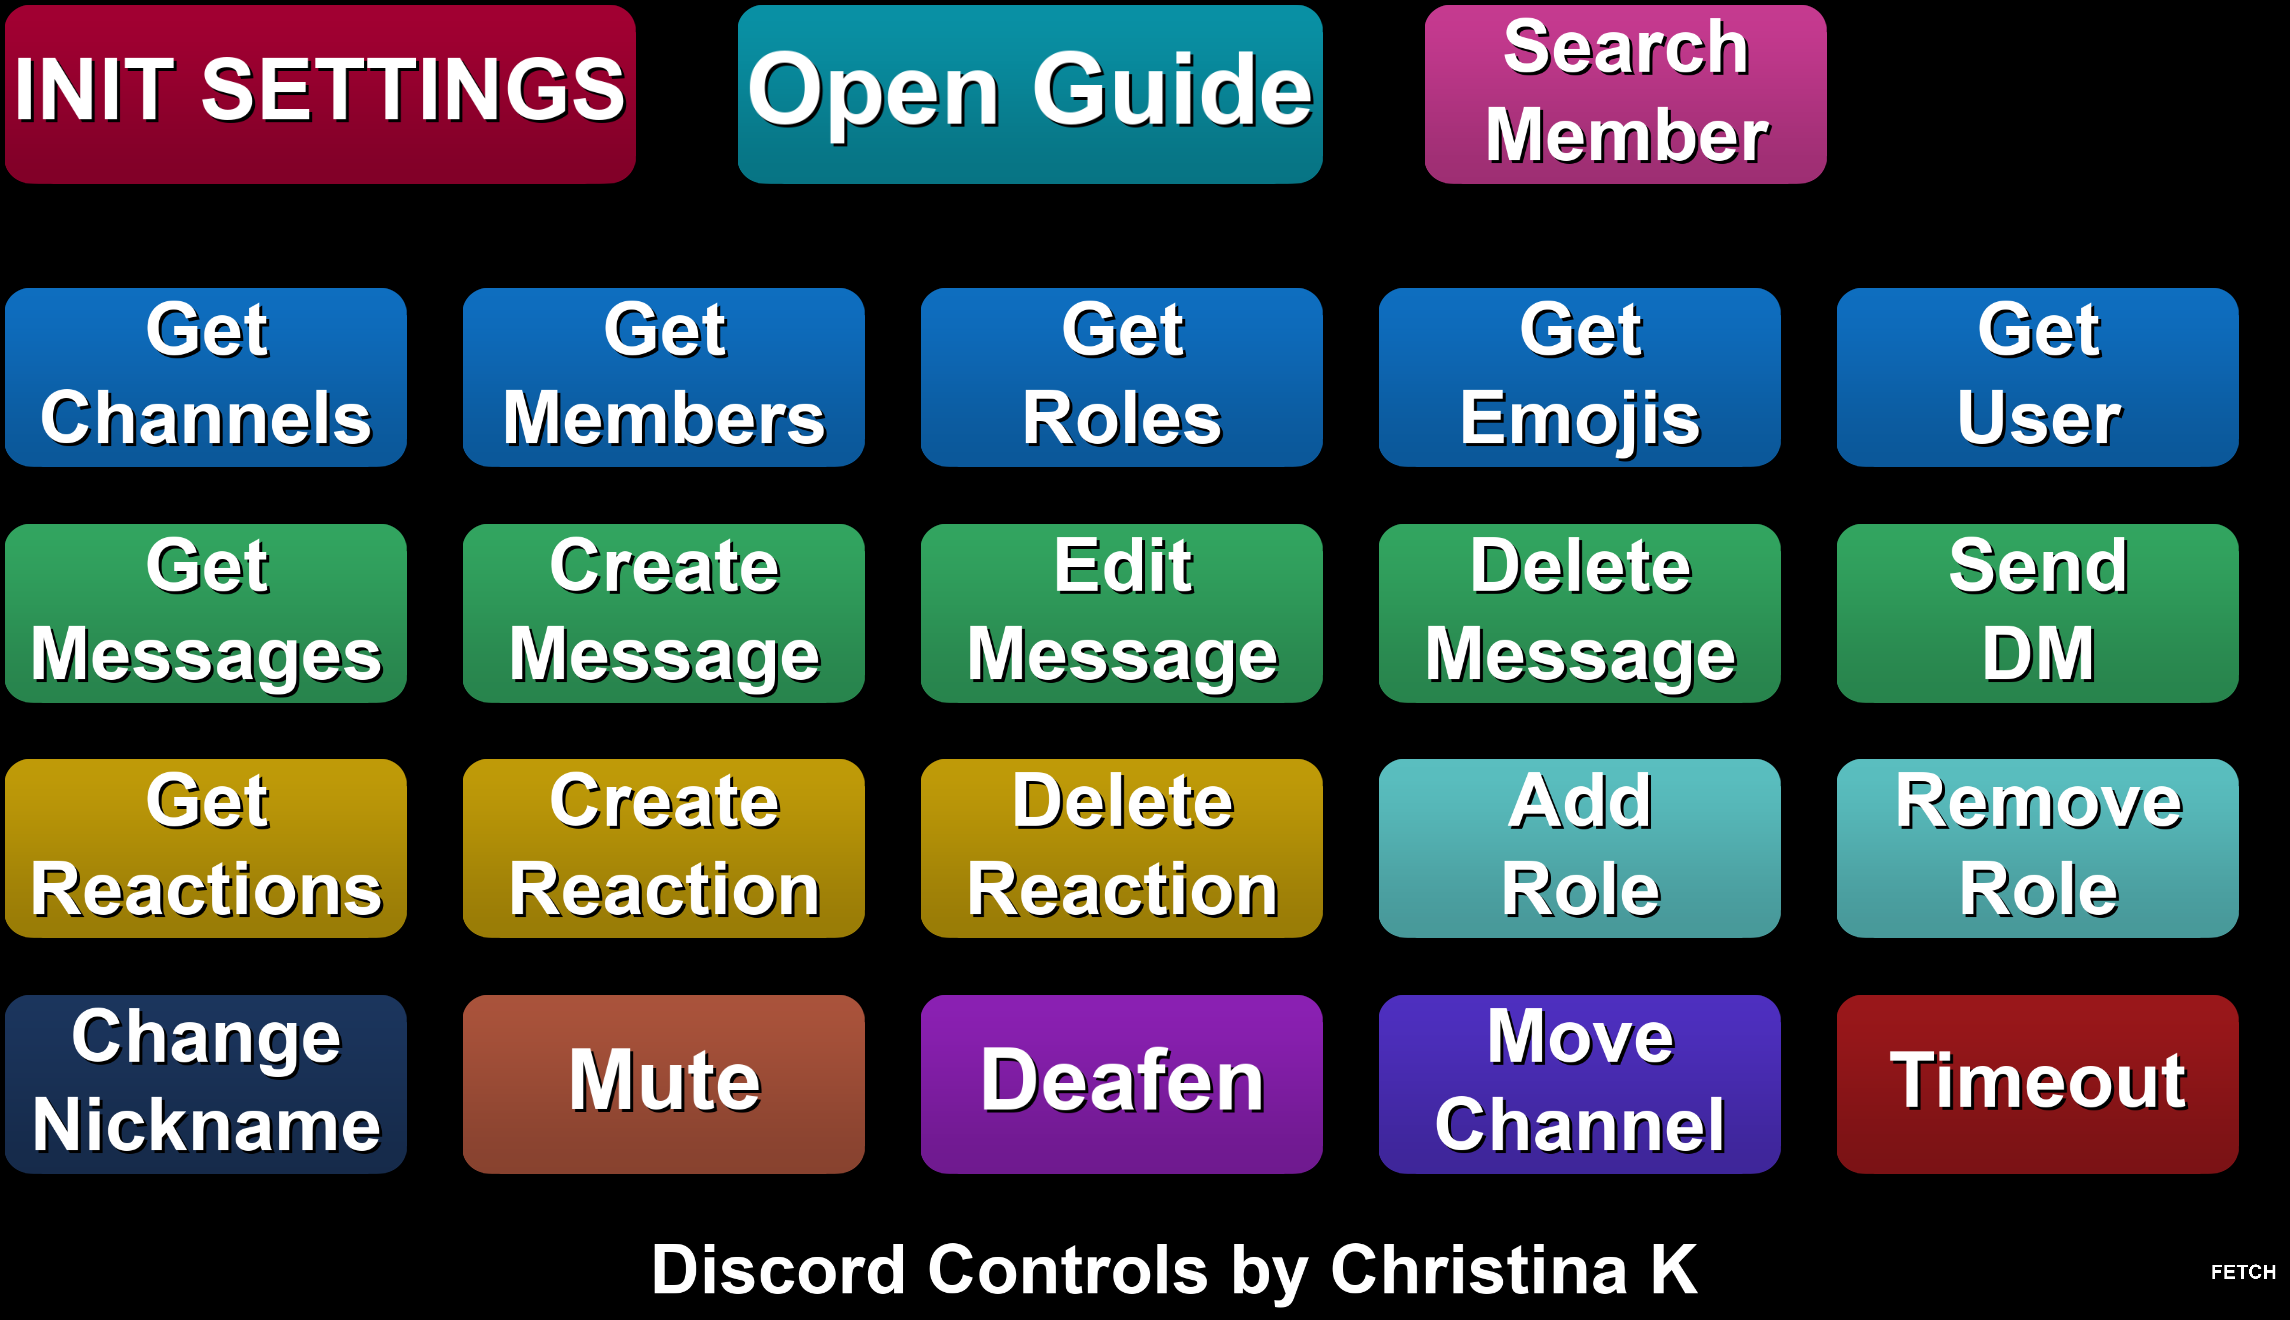 INIT SETTINGS
Open Guide
Search
Member
Get
Channels
Get
Members
Get
Roles
Get
Emojis
Get
User
Get
Messages
Create
Message
Edit
Message
Delete
Message
Send
DM
Get
Reactions
Create
Reaction
Delete
Reaction
Add
Role
Remove
Role
Change
Nickname
Mute
Deafen
Move
Channel
Timeout
Discord Controls by Christina K
FETCH